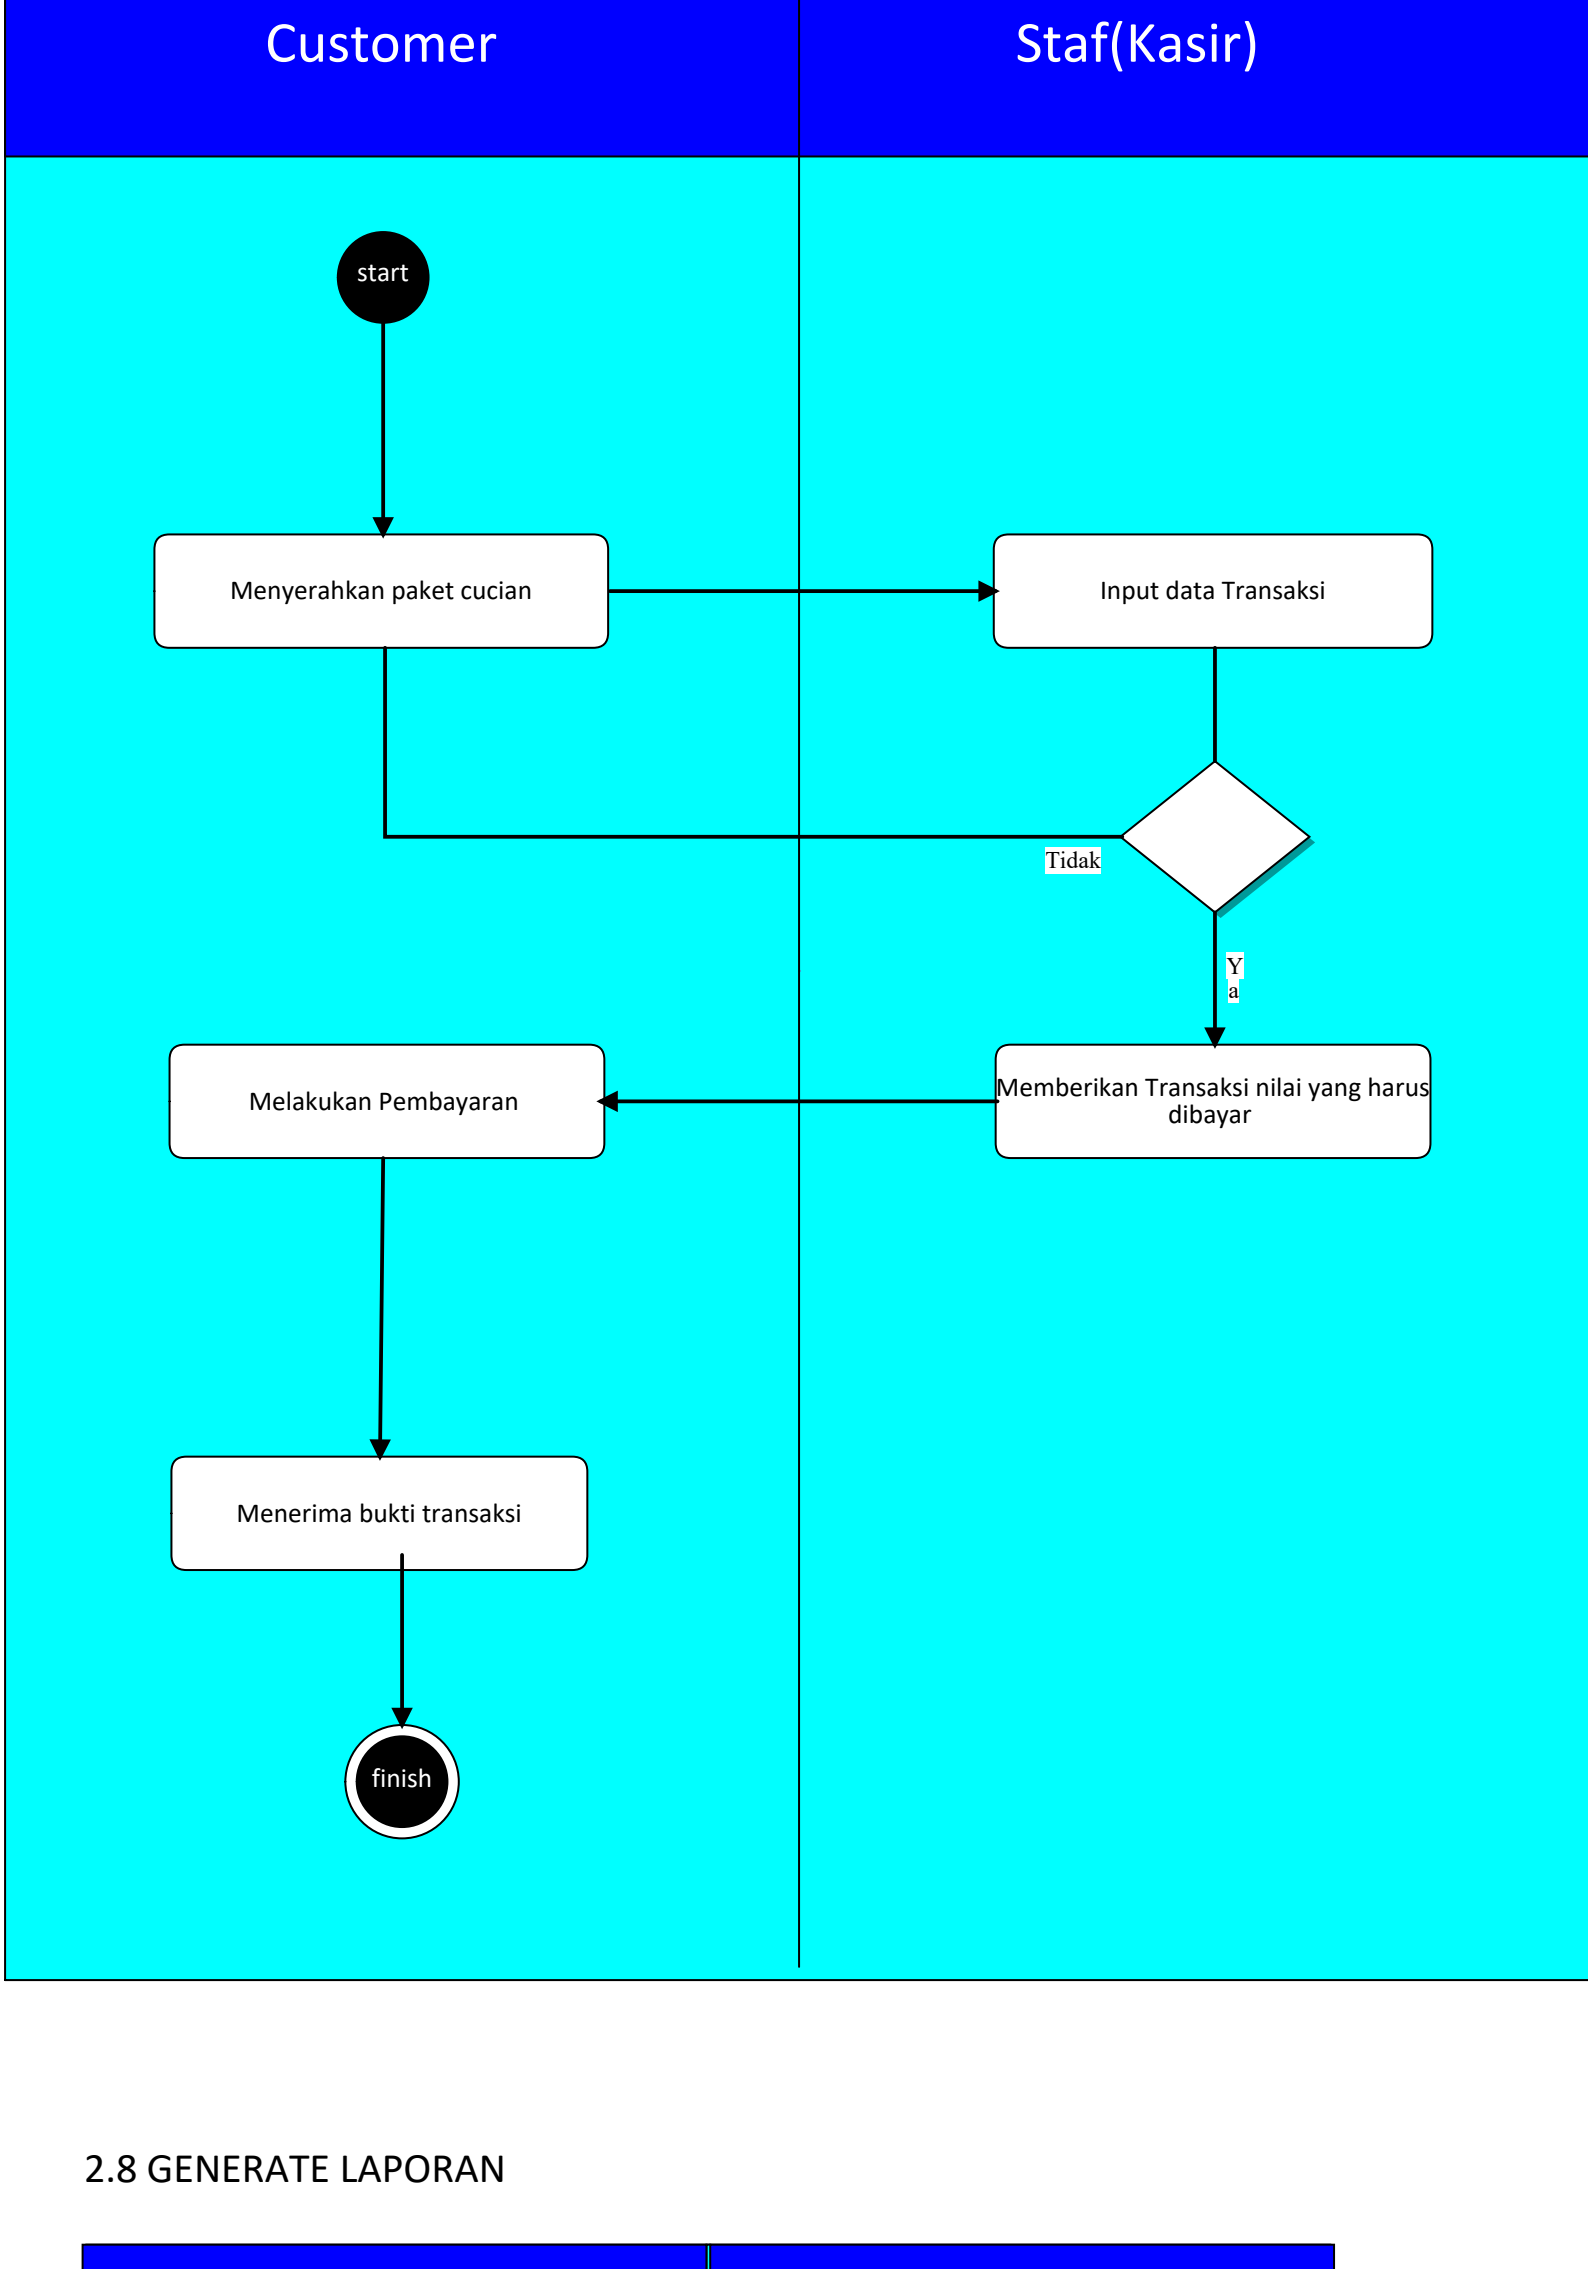 Customer
Staf(Kasir)
start
Menyerahkan paket cucian
Input data Transaksi
Tidak
Y
a
Memberikan Transaksi nilai yang harus
dibayar
Melakukan Pembayaran
Menerima bukti transaksi
finish
2.8 GENERATE LAPORAN